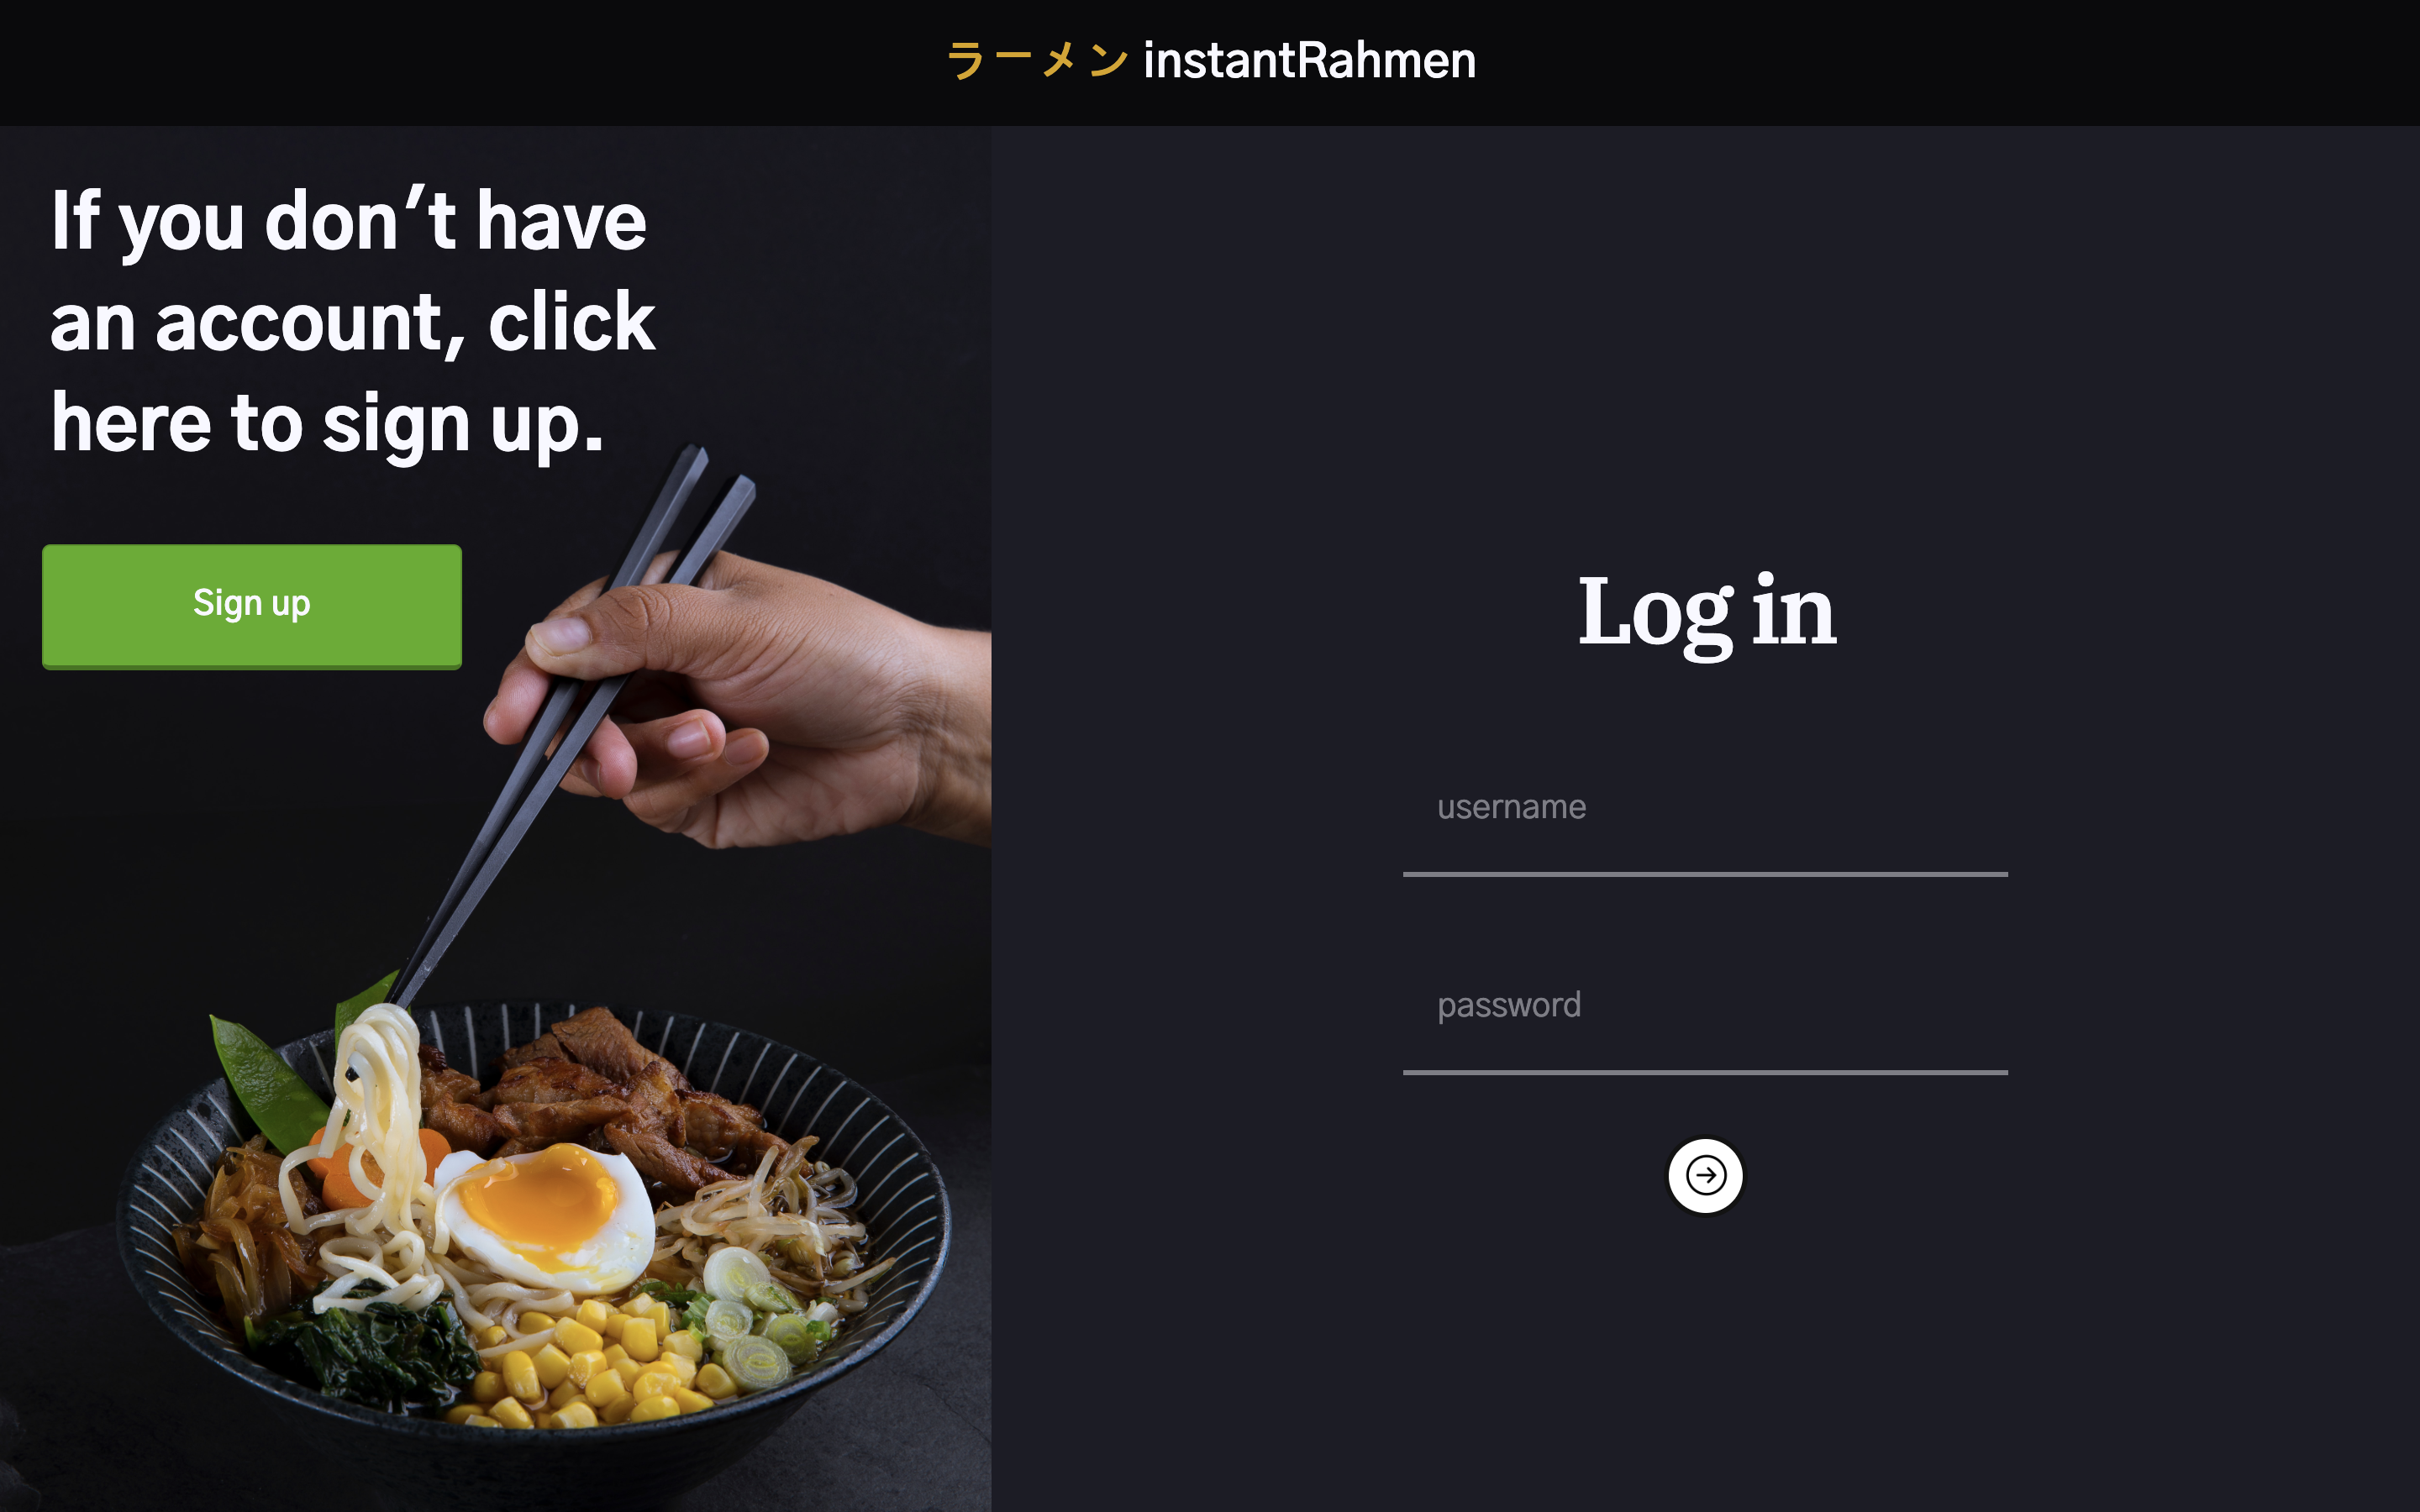 ラーメン instantRahmen
If you don't have
an account, click
here to sign up.
Sign up
Log in
username
password